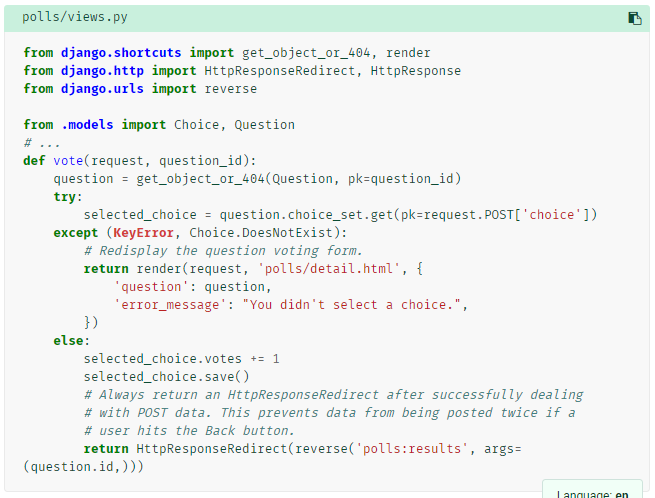 polls/views.py
from django.shortcuts import get_object_or_404, render
from django.http import HttpResponseRedirect, HttpResponse
from django.urls import reverse
from .models import Choice, Question
# ...
def vote(request, question_id):
    question = get_object_or_404(Question, pk=question_id)
    try:
        selected_choice = question.choice_set.get(pk=request.POST['choice'])
    except (KeyError, Choice.DoesNotExist):
        # Redisplay the question voting form.
        return render(request, 'polls/detail.html', {
            'question': question,
            'error_message': "You didn't select a choice.",
        })
    else:
        selected_choice.votes += 1
        selected_choice.save()
        # Always return an HttpResponseRedirect after successfully dealing
        # with POST data. This prevents data from being posted twice if a
        # user hits the Back button.
        return HttpResponseRedirect(reverse('polls:results', args=
(question.id,)))
Language: en